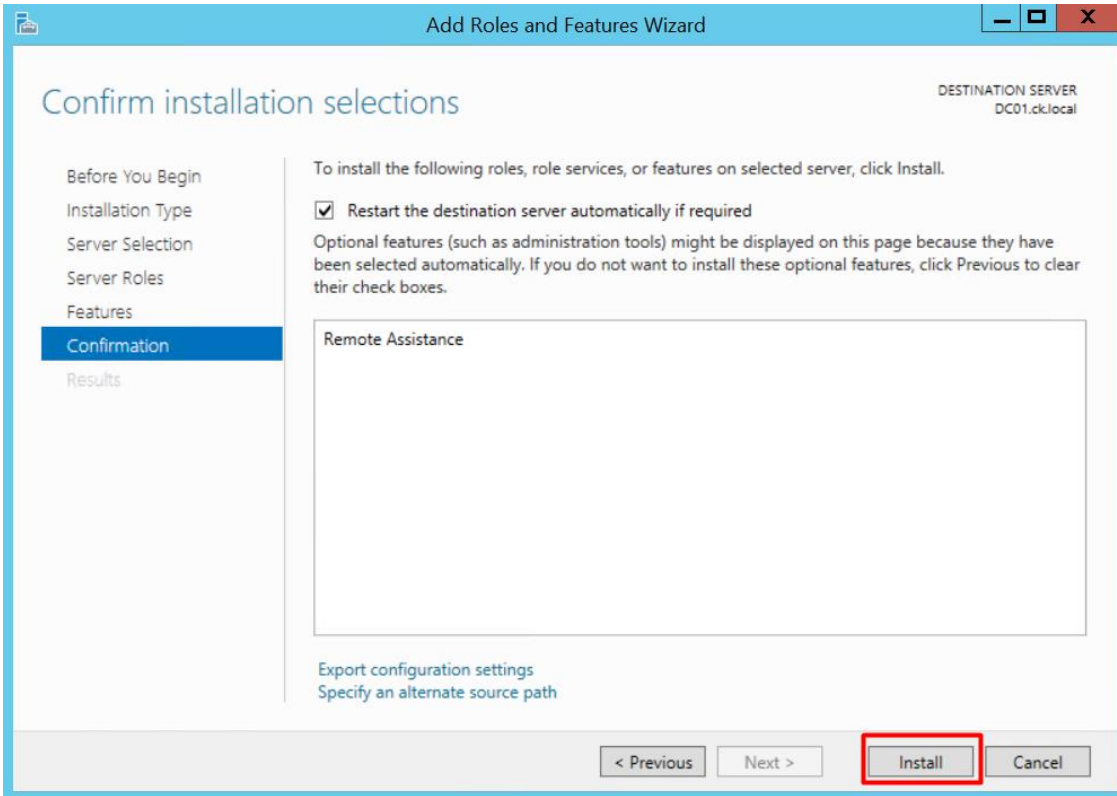 Add Roles and Features Wizard
Confirm installation selections
DESTINATION SERVER
DC01.ck.local
Before You Begin
Installation Type
Server Selection
Server Roles
Features
Confirmation
Results
To install the following roles, role services, or features on selected server, click Install.
Restart the destination server automatically if required
Optional features (such as administration tools) might be displayed on this page because they have
been selected automatically. If you do not want to install these optional features, click Previous to clear
their check boxes.
Remote Assistance
Export configuration settings
Specify an alternate source path
< Previous
Next >
Install
Cancel